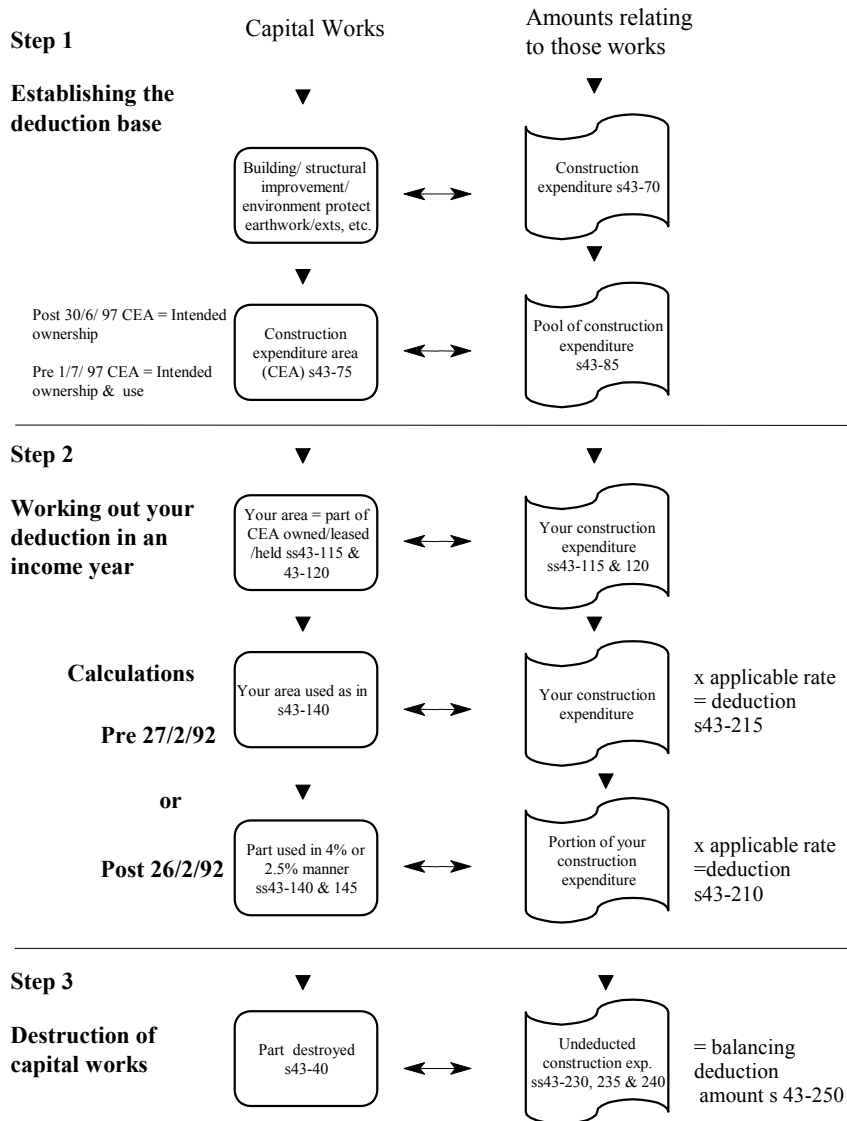 Step 1
Capital Works
Amounts relating
to those works
Establishing the
deduction base
Building/ structural
improvement/
environment protect
earthwork/exts, etc.
Construction
expenditure s43-70
Post 30/6/ 97 CEA = Intended
ownership
Pre 1/7/ 97 CEA = Intended
ownership & use
Construction
expenditure area
(CEA) s43-75
Pool of construction
expenditure
s43-85
Step 2
Working out your
deduction in an
income year
Your area = part of
CEA owned/leased
/held ss43-115 &
43-120
Your construction
expenditure
ss43-115 & 120
Calculations
Pre 27/2/92
Your area used as in
s43-140
Your construction
expenditure
x applicable rate
= deduction
s43-215
or
Post 26/2/92
Part used in 4% or
2.5% manner
ss43-140 & 145
Portion of your
construction
expenditure
x applicable rate
=deduction
s43-210
Step 3
Destruction of
capital works
Part destroyed
s43-40
Undeducted
construction exp.
ss43-230, 235 & 240
= balancing
deduction
amount s 43-250